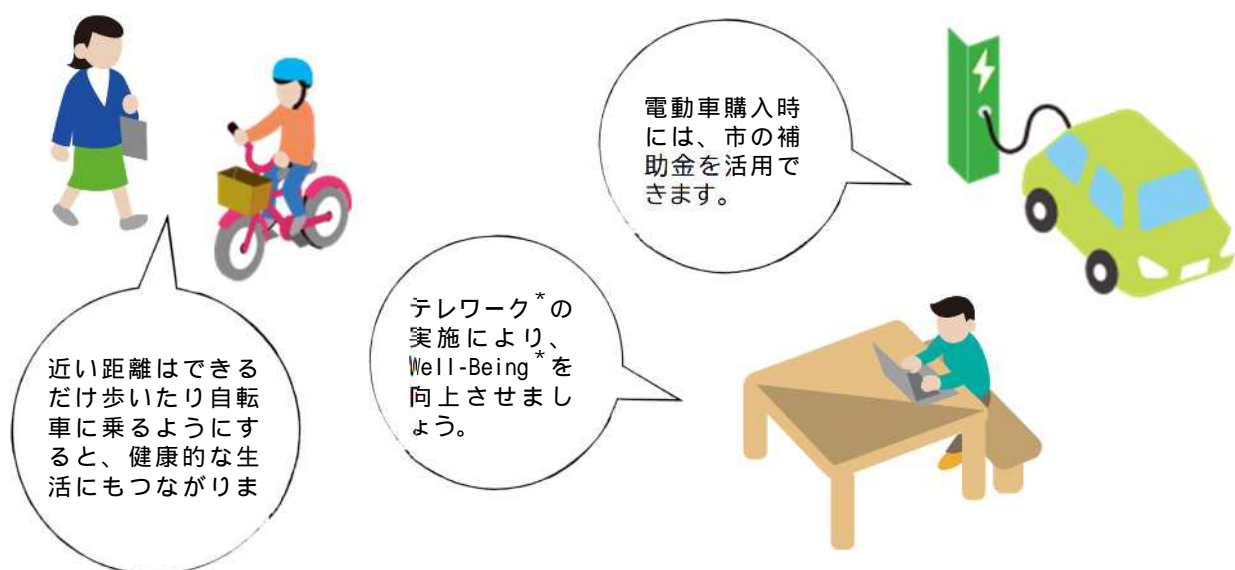 電動車購入時
には、市の補
助金を活用で
きます。
テレワーク*の
実施により、
Well-Being*を
向上させまし
ょう。
近い距離はできる
だけ歩いたり自転
車に乗るようにす
ると、健康的な生
活にもつながりま